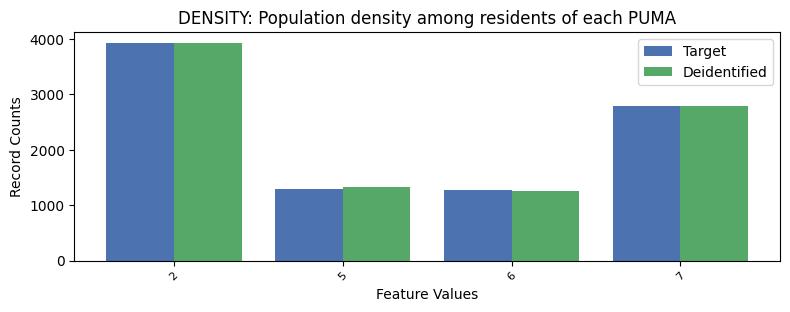 DENSITY: Population density among residents of each PUMA
Target
Deidentified
4000
3000
2000
1000
0
Record Counts
2
5
6
7
Feature Values